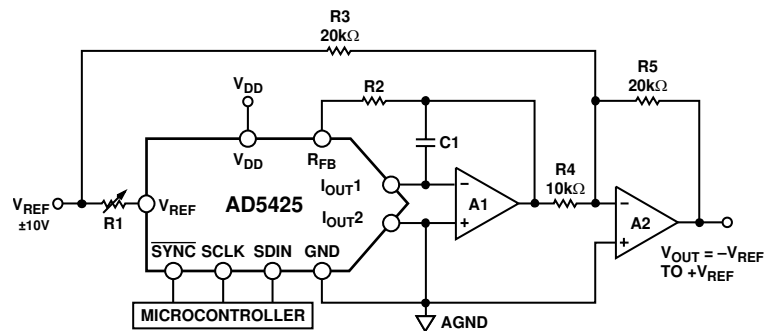 R3
20kΩ
R5
20kΩ
VDD
R2
VDD
RFB
C1
IOUT1
R4
10kΩ
VREF
±10V
R1
VREF
AD5425
A1
IOUT2
A2
SYNC SCLK SDIN GND
VOUT = –VREF
TO +VREF
MICROCONTROLLER
AGND